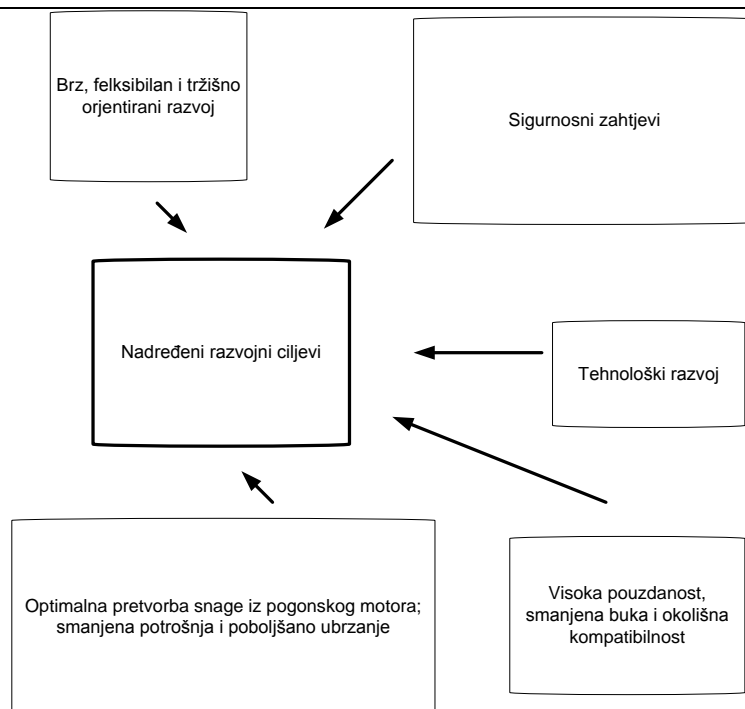 Brz, felksibilan i tržišno
orjentirani razvoj
Sigurnosni zahtjevi
Nadređeni razvojni ciljevi
Tehnološki razvoj
Optimalna pretvorba snage iz pogonskog motora;
smanjena potrošnja i poboljšano ubrzanje
Visoka pouzdanost,
smanjena buka i okolišna
kompatibilnost